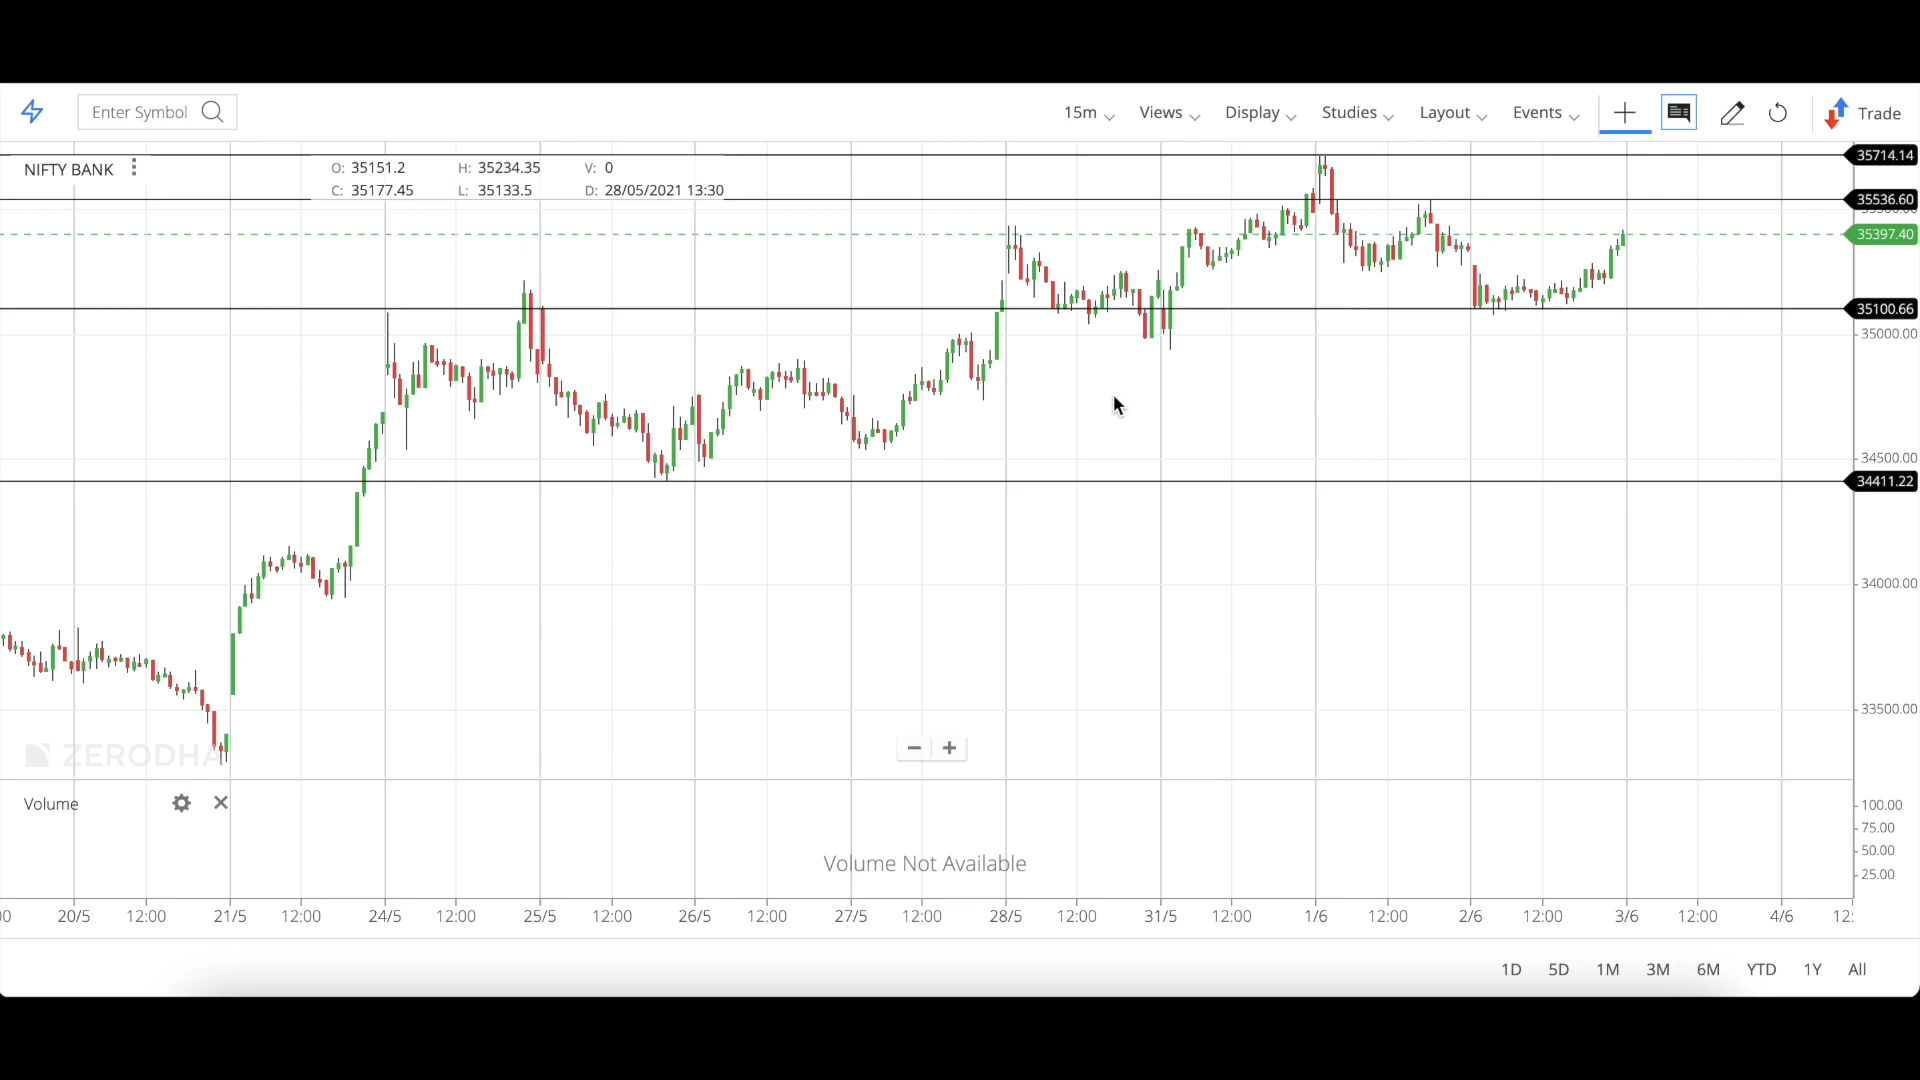 Enter Symbol 15m Views Display Studies Layout Events Trade
NIFTY BANK O: 35151.2 H: 35234.35 V: 0
C: 35177.45 L: 35133.5 D: 28/05/2021 13:30
35714.14
35536.60
35397.40
35100.66
35000.00
34500.00
34411.22
34000.00
33500.00
ZERODHA
Volume
100.00
75.00
50.00
25.00
Volume Not Available
20/5 12:00 21/5 12:00 24/5 12:00 25/5 12:00 26/5 12:00 27/5 12:00 28/5 12:00 31/5 12:00 1/6 12:00 2/6 12:00 3/6 12:00 4/6 12:
1D 5D 1M 3M 6M YTD 1Y All